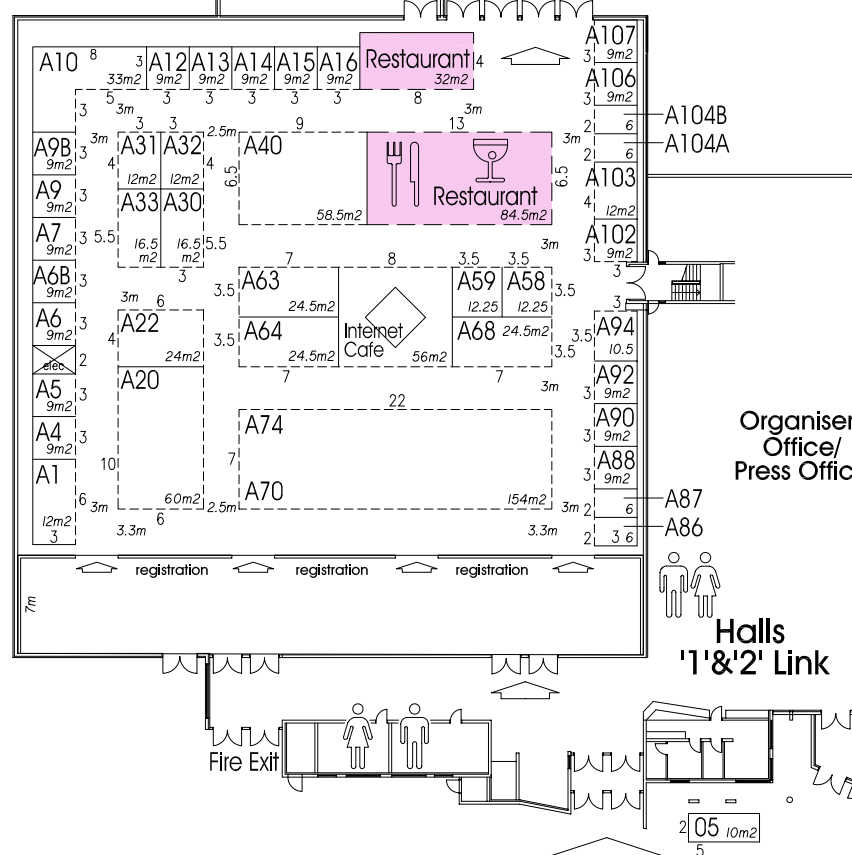 A10 8 3 33m2
A12 9m2
A13 9m2
A14 9m2
A15 9m2
A16 9m2
Restaurant 4
32m2
A107
3 9m2
A106
3 9m2
5 3 3 3 3 3 8
3 3m 3m
2 6 A104B
2 6 A104A
3 3 2.5m 9 13 3m
3m
A9B 3
9m2
A31 A32
4 12m2 12m2 4
A40
6.5
58.5m2
Restaurant
84.5m2
6.5
A103
4 12m2
A9 3
9m2
A33 A30
5.5 16.5 m2 16.5 m2 5.5
3
A7 3
9m2
A102
3 9m2
3m
3
3
A6B 3
9m2
7 8 3.5 3.5
A63
3.5 24.5m2
A59
12.25
A58
12.25
3.5
3m 6
A6 3
9m2
A22
4 24m2
A64
3.5 24.5m2
Internet
Cafe
56m2
A68 24.5m2
3.5
A94
3.5 10.5
3
elec 2
7 7
3m
A20
10 60m2
6
A5 3
9m2
A92
3 9m2
22
A4 3
9m2
A74
7
A70
154m2
A90
3 9m2
A1 6
12m2
3
A88
3 9m2
3m
3.3m
2.5m
3m
3.3m
2 6 A87
2 3 6 A86
Organiser
Office/
Press Offic
registration registration registration
7m
Halls
'1'&'2' Link
Fire Exit
2 05 10m2
5